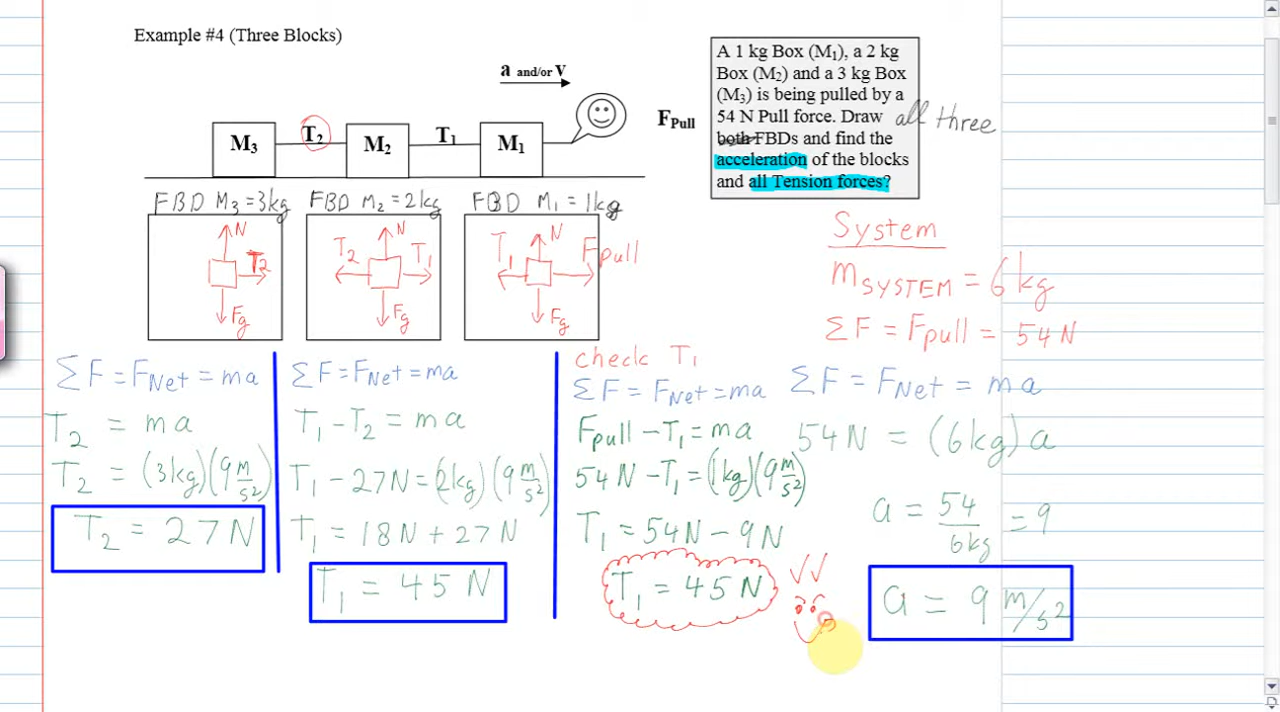 Example #4 (Three Blocks)
a and/or V
M₃ T₂ M₂ T₁ M₁
F_Pull
A 1 kg Box (M₁), a 2 kg
Box (M₂) and a 3 kg Box
(M₃) is being pulled by a
54 N Pull force. Draw all three
both FBDs and find the
acceleration of the blocks
and all Tension forces?
FBD M₃ = 3kg
N
T₂
Fg
FBD M₂ = 2kg
N
T₂ T₁
Fg
FBD M₁ = 1kg
N
T₁ Fpull
Fg
System
m_SYSTEM = 6kg
ΣF = Fpull = 54N
ΣF = F_Net = ma
T₂ = ma
T₂ = (3kg)(9 m/s²)
T₂ = 27N
ΣF = F_Net = ma
T₁ - T₂ = ma
T₁ - 27N = (2kg)(9 m/s²)
T₁ = 18N + 27N
T₁ = 45 N
check T₁
ΣF = F_Net = ma
Fpull - T₁ = ma
54N - T₁ = (1kg)(9 m/s²)
T₁ = 54N - 9N
T₁ = 45N
ΣF = F_Net = ma
54N = (6kg)a
a = 54/6kg = 9
a = 9 m/s²